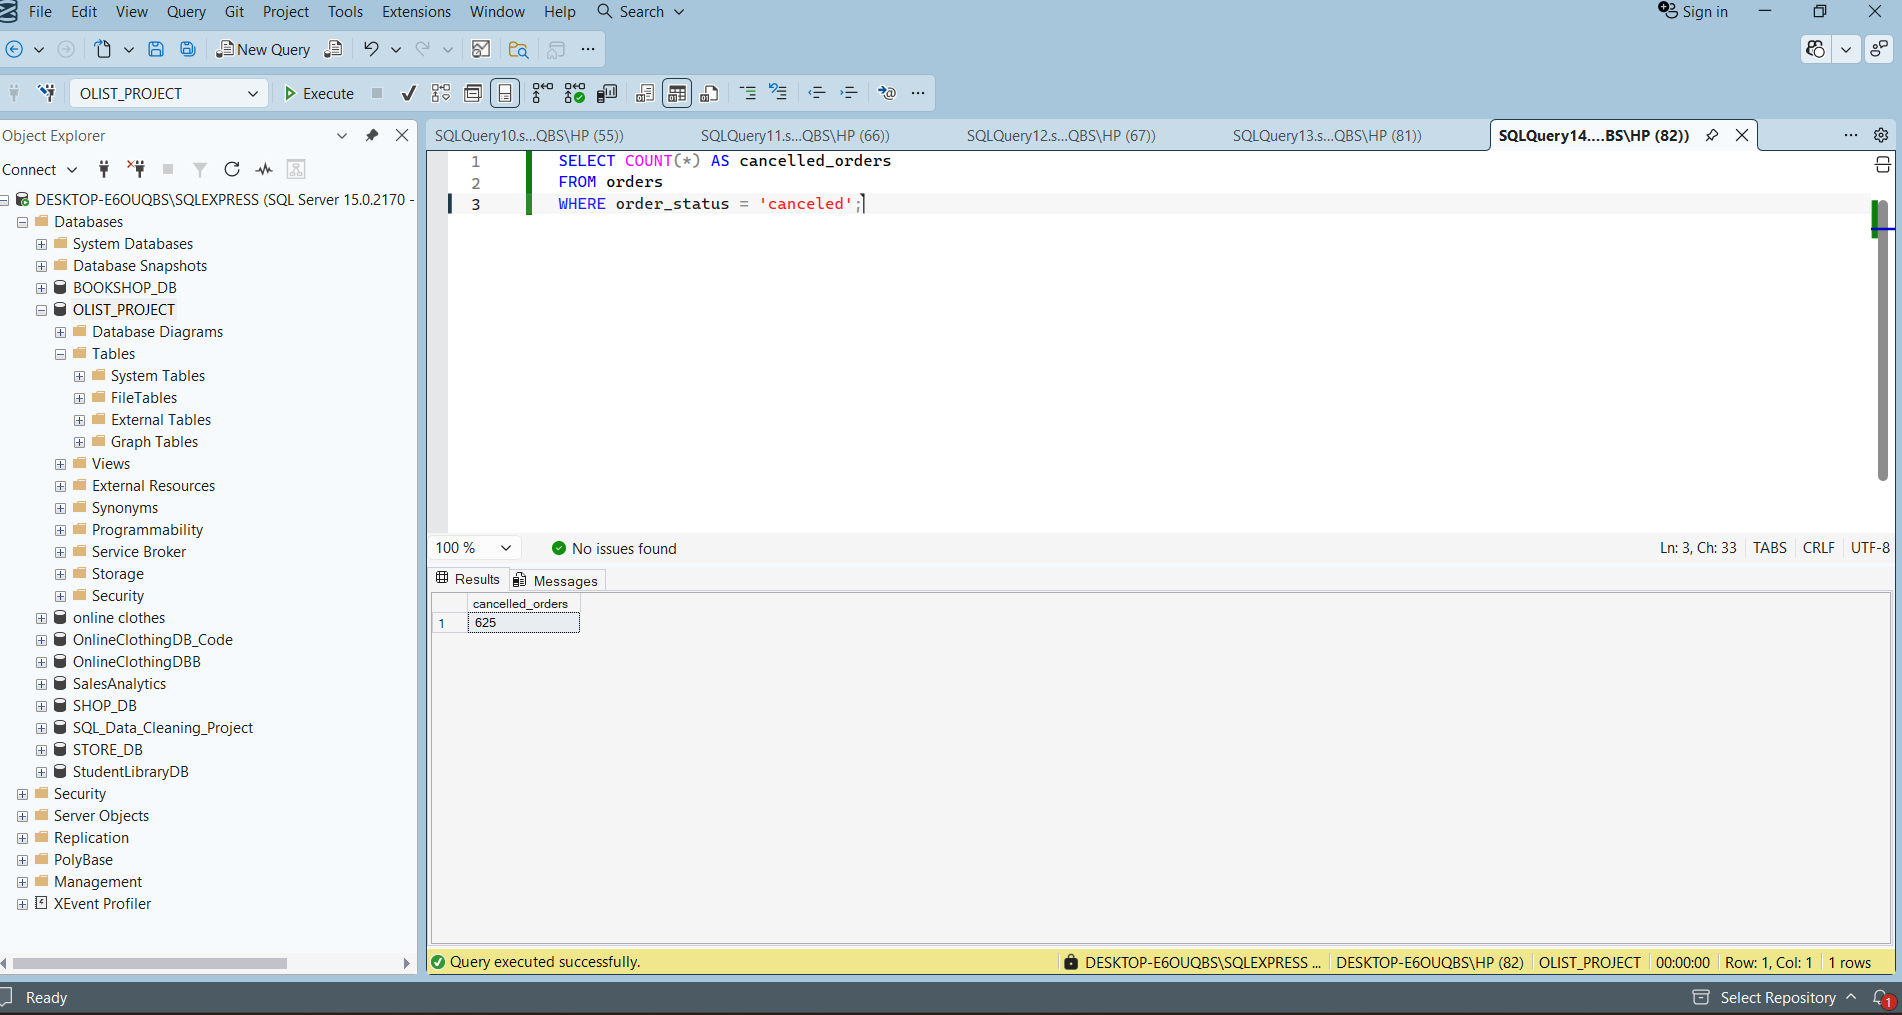 File Edit View Query Git Project Tools Extensions Window Help Search Sign in
New Query
OLIST_PROJECT Execute
Object Explorer
Connect
DESKTOP-E6OUQBS\SQLEXPRESS (SQL Server 15.0.2170 -
Databases
System Databases
Database Snapshots
BOOKSHOP_DB
OLIST_PROJECT
Database Diagrams
Tables
System Tables
FileTables
External Tables
Graph Tables
Views
External Resources
Synonyms
Programmability
Service Broker
Storage
Security
online clothes
OnlineClothingDB_Code
OnlineClothingDBB
SalesAnalytics
SHOP_DB
SQL_Data_Cleaning_Project
STORE_DB
StudentLibraryDB
Security
Server Objects
Replication
PolyBase
Management
XEvent Profiler
SQLQuery10.s...QBS\HP (55)) SQLQuery11.s...QBS\HP (66)) SQLQuery12.s...QBS\HP (67)) SQLQuery13.s...QBS\HP (81)) SQLQuery14....BS\HP (82))
1 SELECT COUNT(*) AS cancelled_orders
2 FROM orders
3 WHERE order_status = 'canceled';
100 % No issues found Ln: 3, Ch: 33 TABS CRLF UTF-8
Results Messages
cancelled_orders
1 625
Query executed successfully. DESKTOP-E6OUQBS\SQLEXPRESS ... DESKTOP-E6OUQBS\HP (82) OLIST_PROJECT 00:00:00 Row: 1, Col: 1 1 rows
Ready Select Repository 1